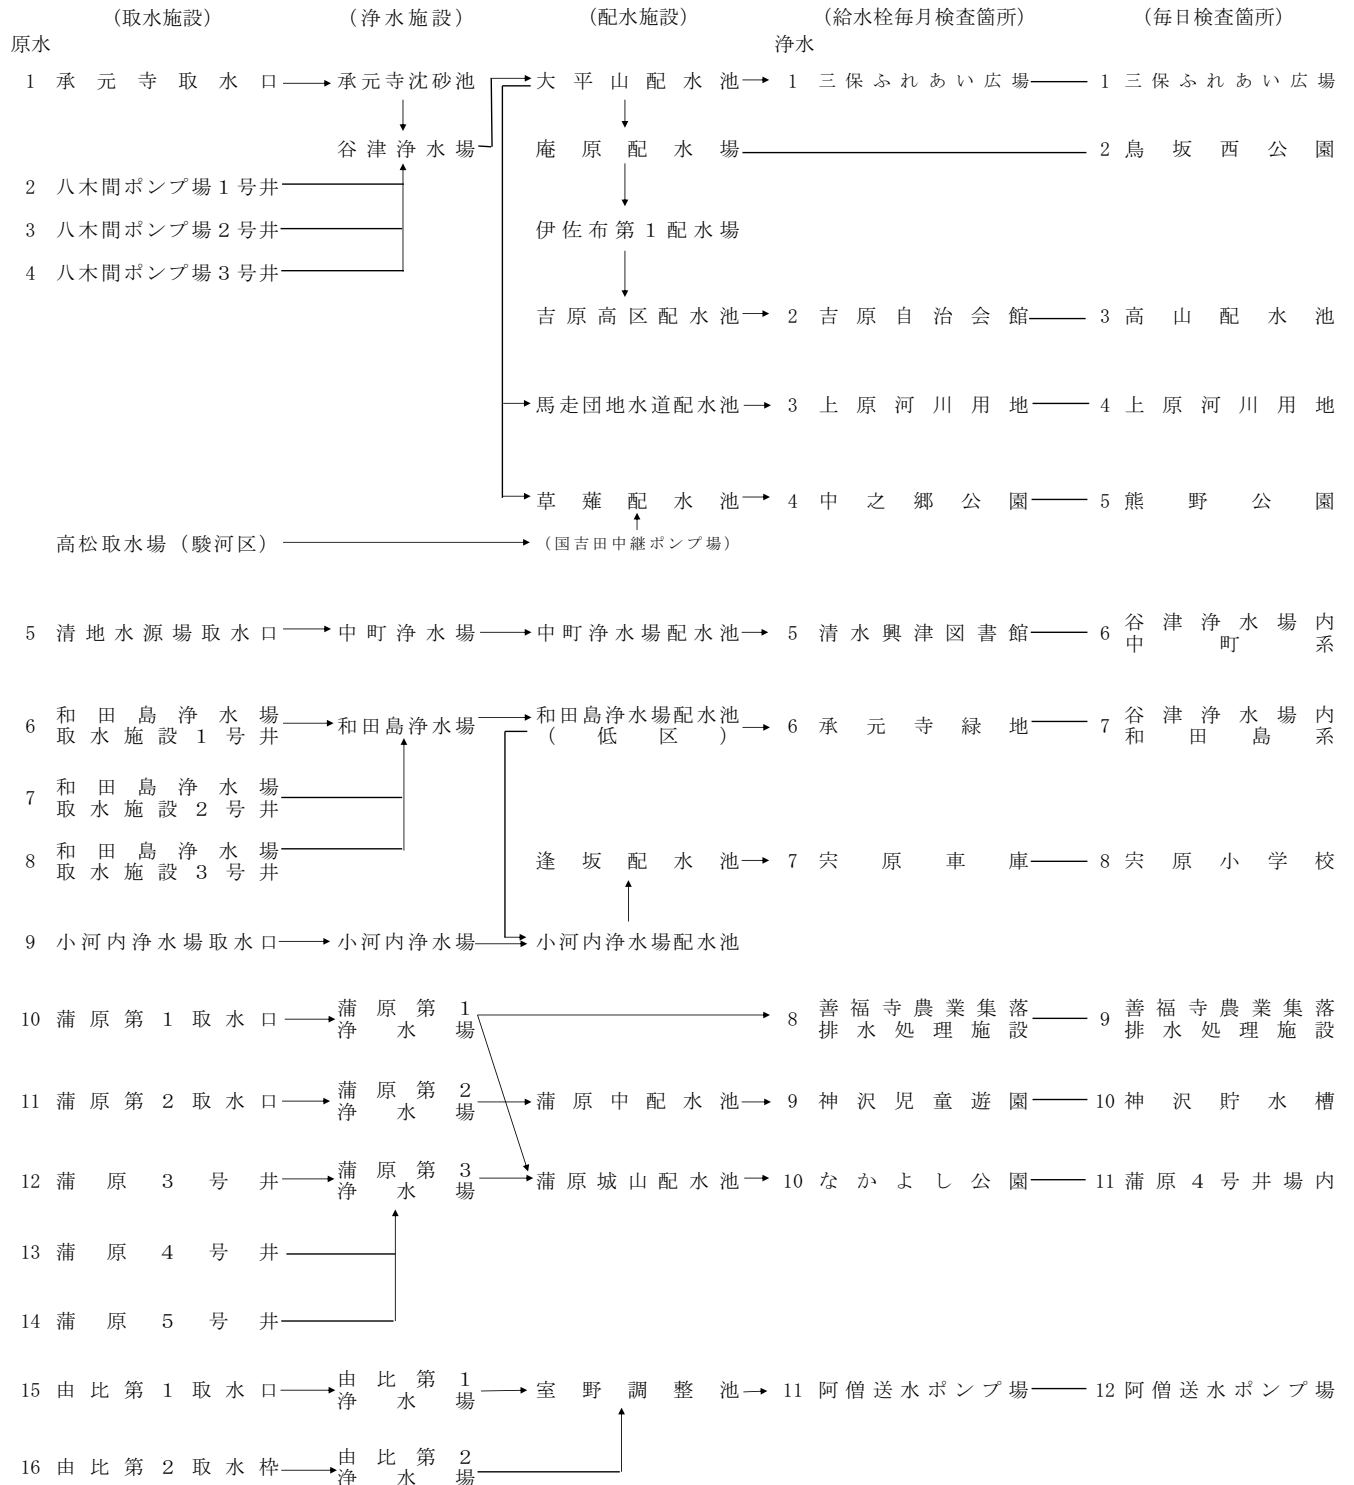 (取水施設) (浄水施設) (配水施設) (給水栓毎月検査箇所) (毎日検査箇所)
原水 浄水
1 承元寺取水口 承元寺沈砂池 大平山配水池 1 三保ふれあい広場 1 三保ふれあい広場
谷津浄水場 庵原配水場 2 鳥坂西公園
2 八木間ポンプ場1号井
3 八木間ポンプ場2号井 伊佐布第1配水場
4 八木間ポンプ場3号井
吉原高区配水池 2 吉原自治会館 3 高山配水池
馬走団地水道配水池 3 上原河川用地 4 上原河川用地
草薙配水池 4 中之郷公園 5 熊野公園
高松取水場(駿河区) (国吉田中継ポンプ場)
5 清地水源場取水口 中町浄水場 中町浄水場配水池 5 清水興津図書館 6 谷津浄水場内
中町系
6 和田島浄水場
取水施設1号井 和田島浄水場 和田島浄水場配水池
(低区) 6 承元寺緑地 7 谷津浄水場内
和田島系
7 和田島浄水場
取水施設2号井
8 和田島浄水場
取水施設3号井 逢坂配水池 7 宍原車庫 8 宍原小学校
9 小河内浄水場取水口 小河内浄水場 小河内浄水場配水池
10 蒲原第1取水口 蒲原第1
浄水場 8 善福寺農業集落
排水処理施設 9 善福寺農業集落
排水処理施設
11 蒲原第2取水口 蒲原第2
浄水場 蒲原中配水池 9 神沢児童遊園 10 神沢貯水槽
12 蒲原3号井 蒲原第3
浄水場 蒲原城山配水池 10 なかよし公園 11 蒲原4号井場内
13 蒲原4号井
14 蒲原5号井
15 由比第1取水口 由比第1
浄水場 室野調整池 11 阿僧送水ポンプ場 12 阿僧送水ポンプ場
16 由比第2取水枠 由比第2
浄水場